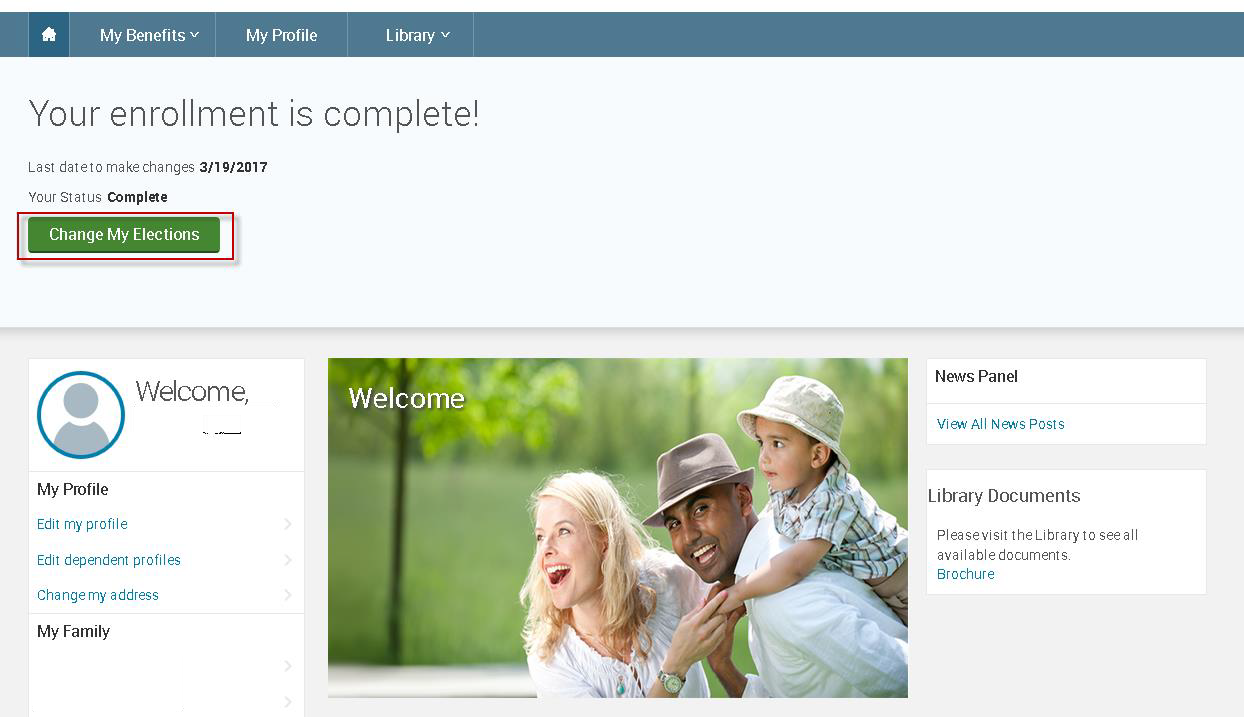 My Benefits
My Profile
Library
Your enrollment is complete!
Last date to make changes 3/19/2017
Your Status Complete
Change My Elections
Welcome,
My Profile
Edit my profile
Edit dependent profiles
Change my address
My Family
Welcome
News Panel
View All News Posts
Library Documents
Please visit the Library to see all
available documents.
Brochure